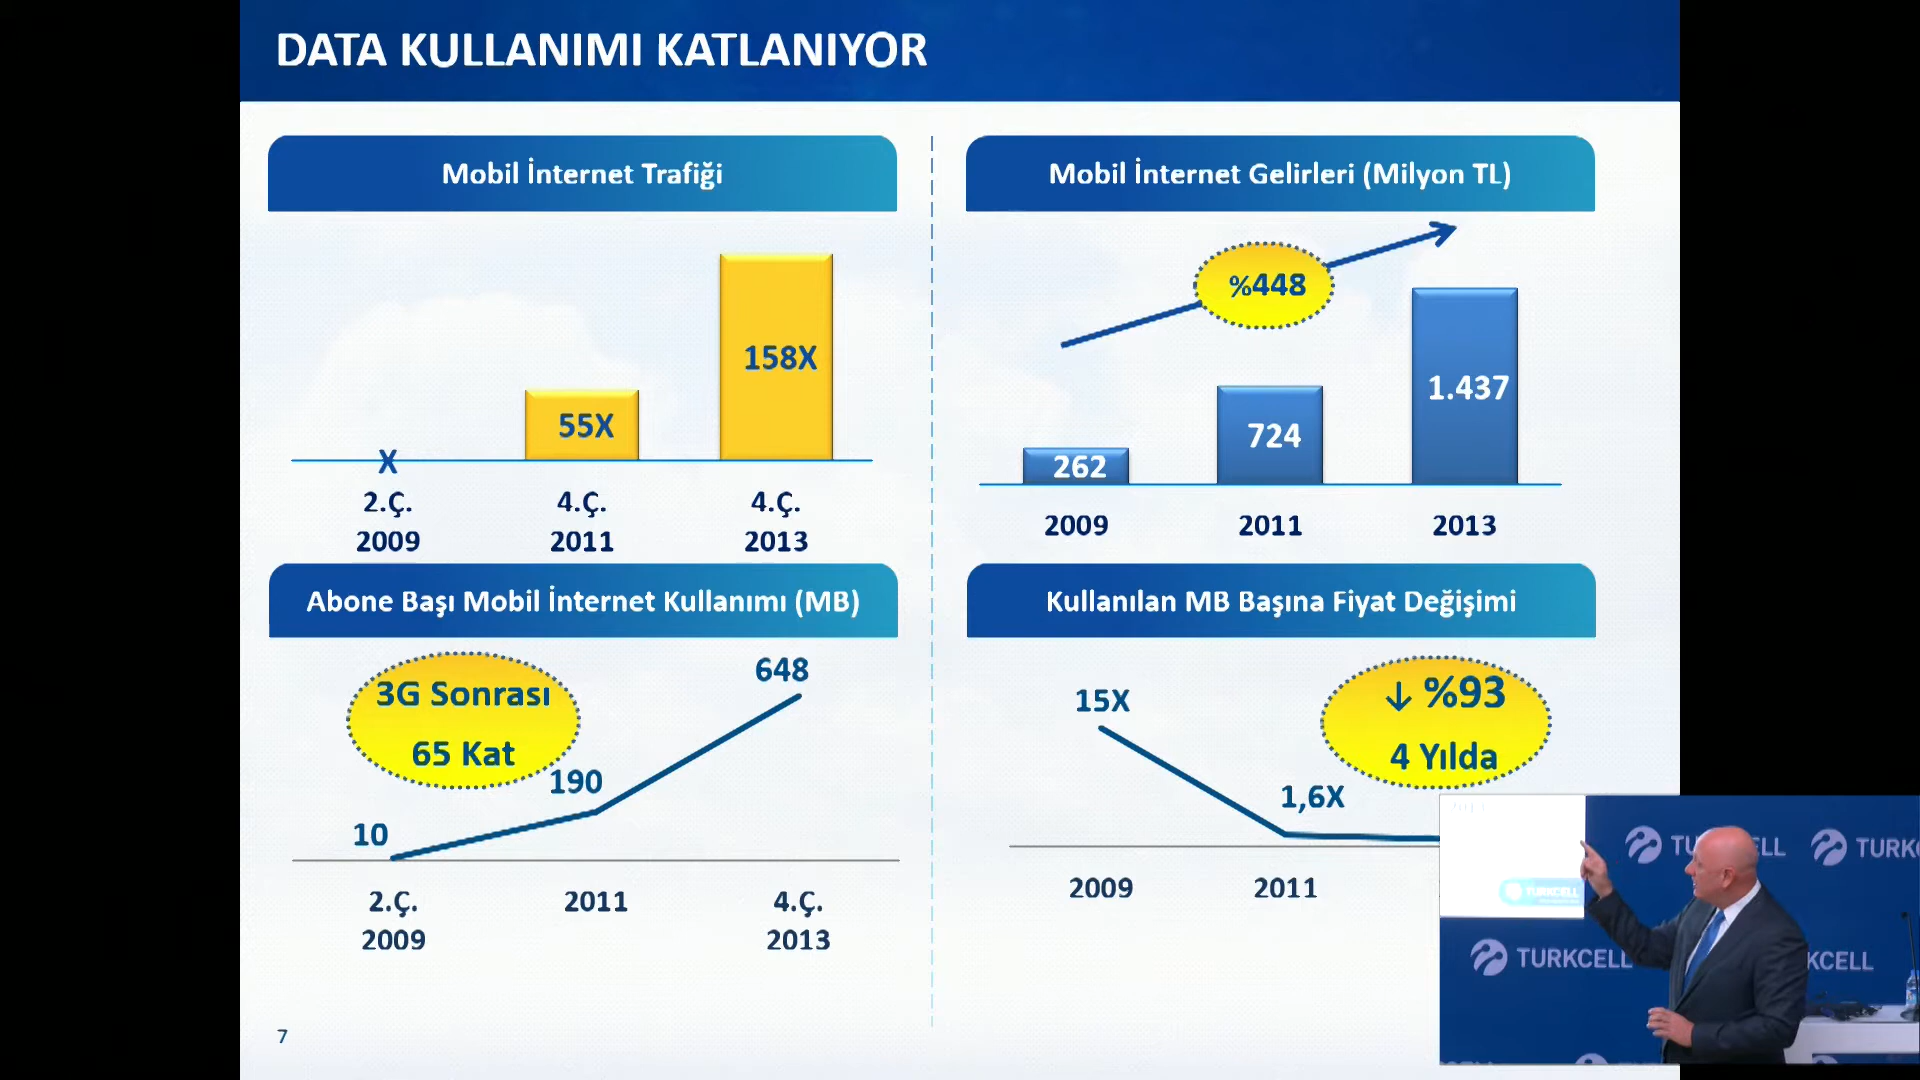 DATA KULLANIMI KATLANIYOR
Mobil İnternet Trafiği
X
55X
158X
2.Ç.
2009
4.Ç.
2011
4.Ç.
2013
Mobil İnternet Gelirleri (Milyon TL)
%448
262
724
1.437
2009
2011
2013
Abone Başı Mobil İnternet Kullanımı (MB)
3G Sonrası
65 Kat
10
190
648
2.Ç.
2009
2011
4.Ç.
2013
Kullanılan MB Başına Fiyat Değişimi
15X
1,6X
↓ %93
4 Yılda
2009
2011
7
TURKCELL
TURKCELL
KCELL